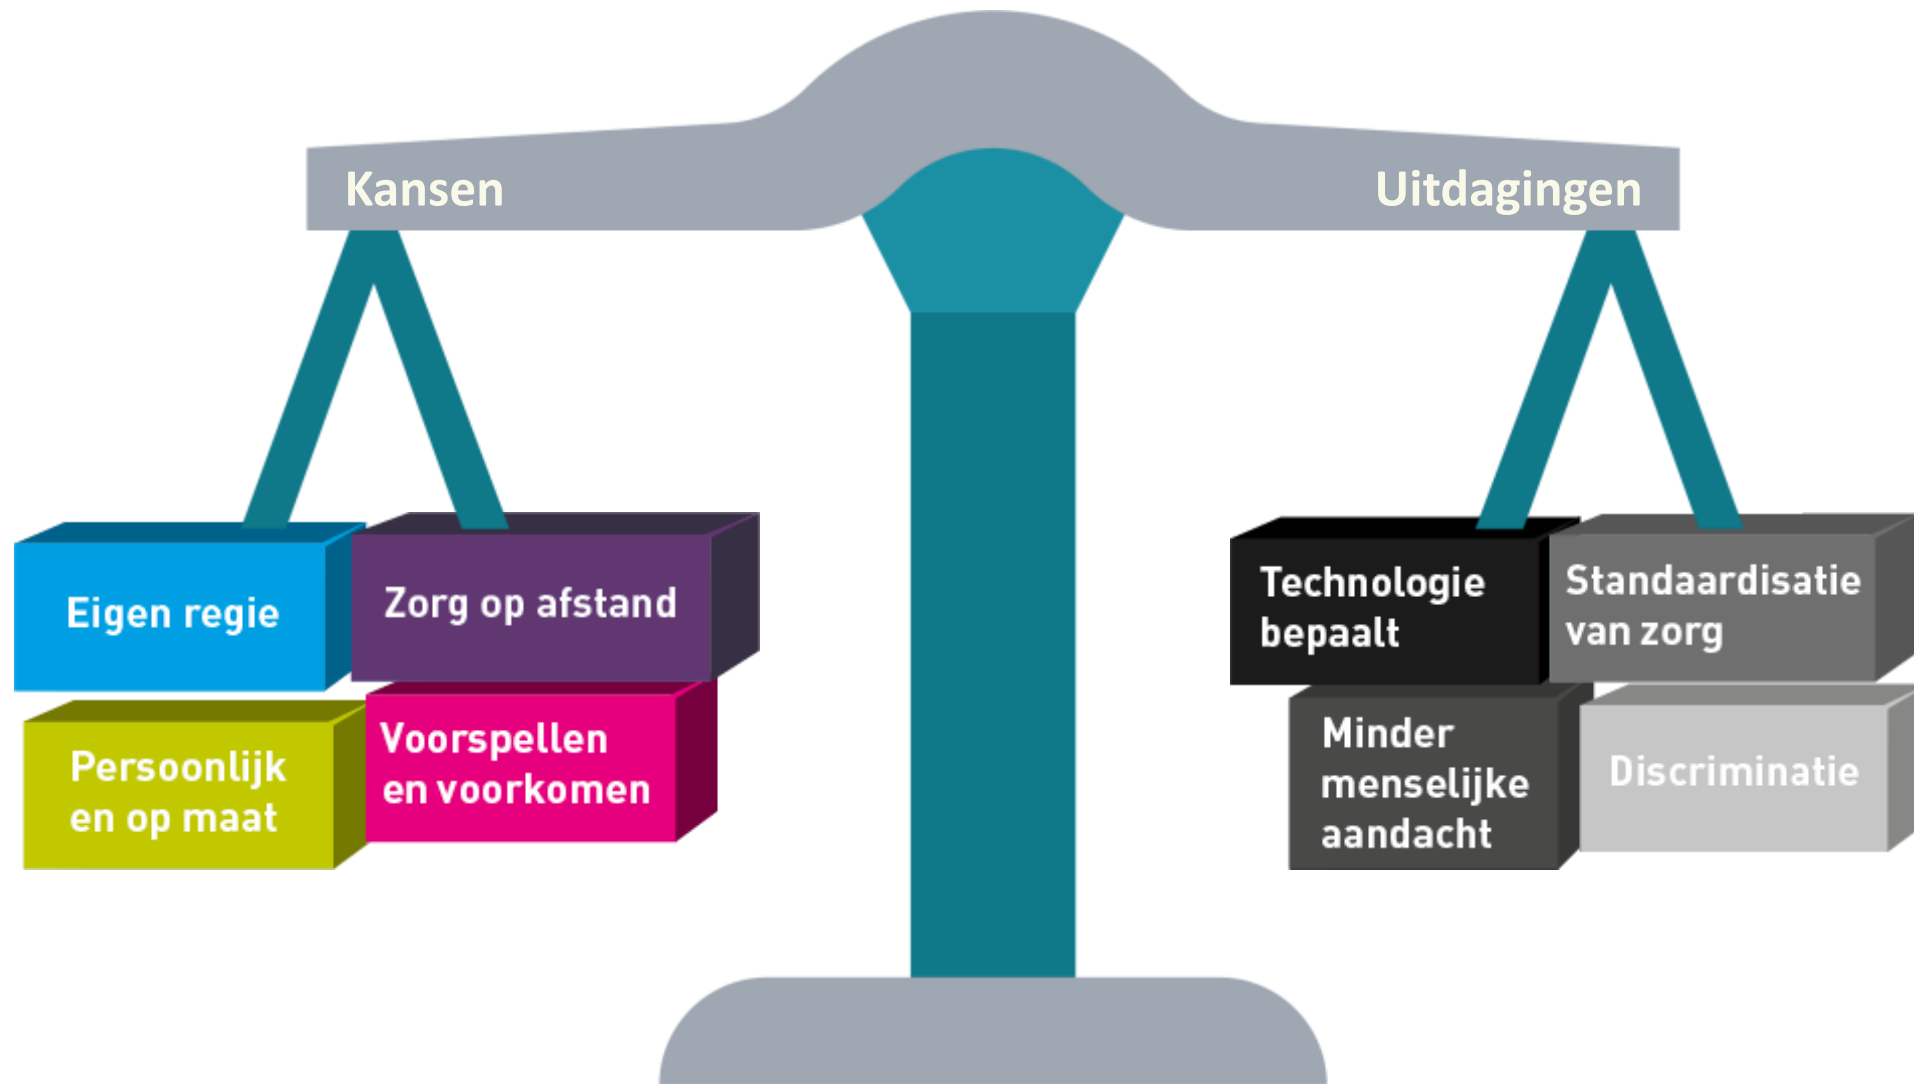 Kansen
Uitdagingen
Eigen regie
Zorg op afstand
Persoonlijk
en op maat
Voorspellen
en voorkomen
Technologie
bepaalt
Standaardisatie
van zorg
Minder
menselijke
aandacht
Discriminatie